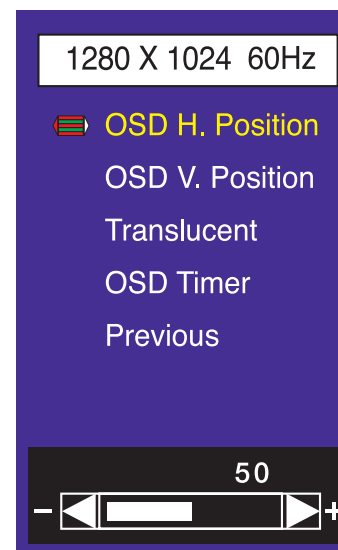 1280 X 1024 60Hz
OSD H. Position
OSD V. Position
Translucent
OSD Timer
Previous
50
- +